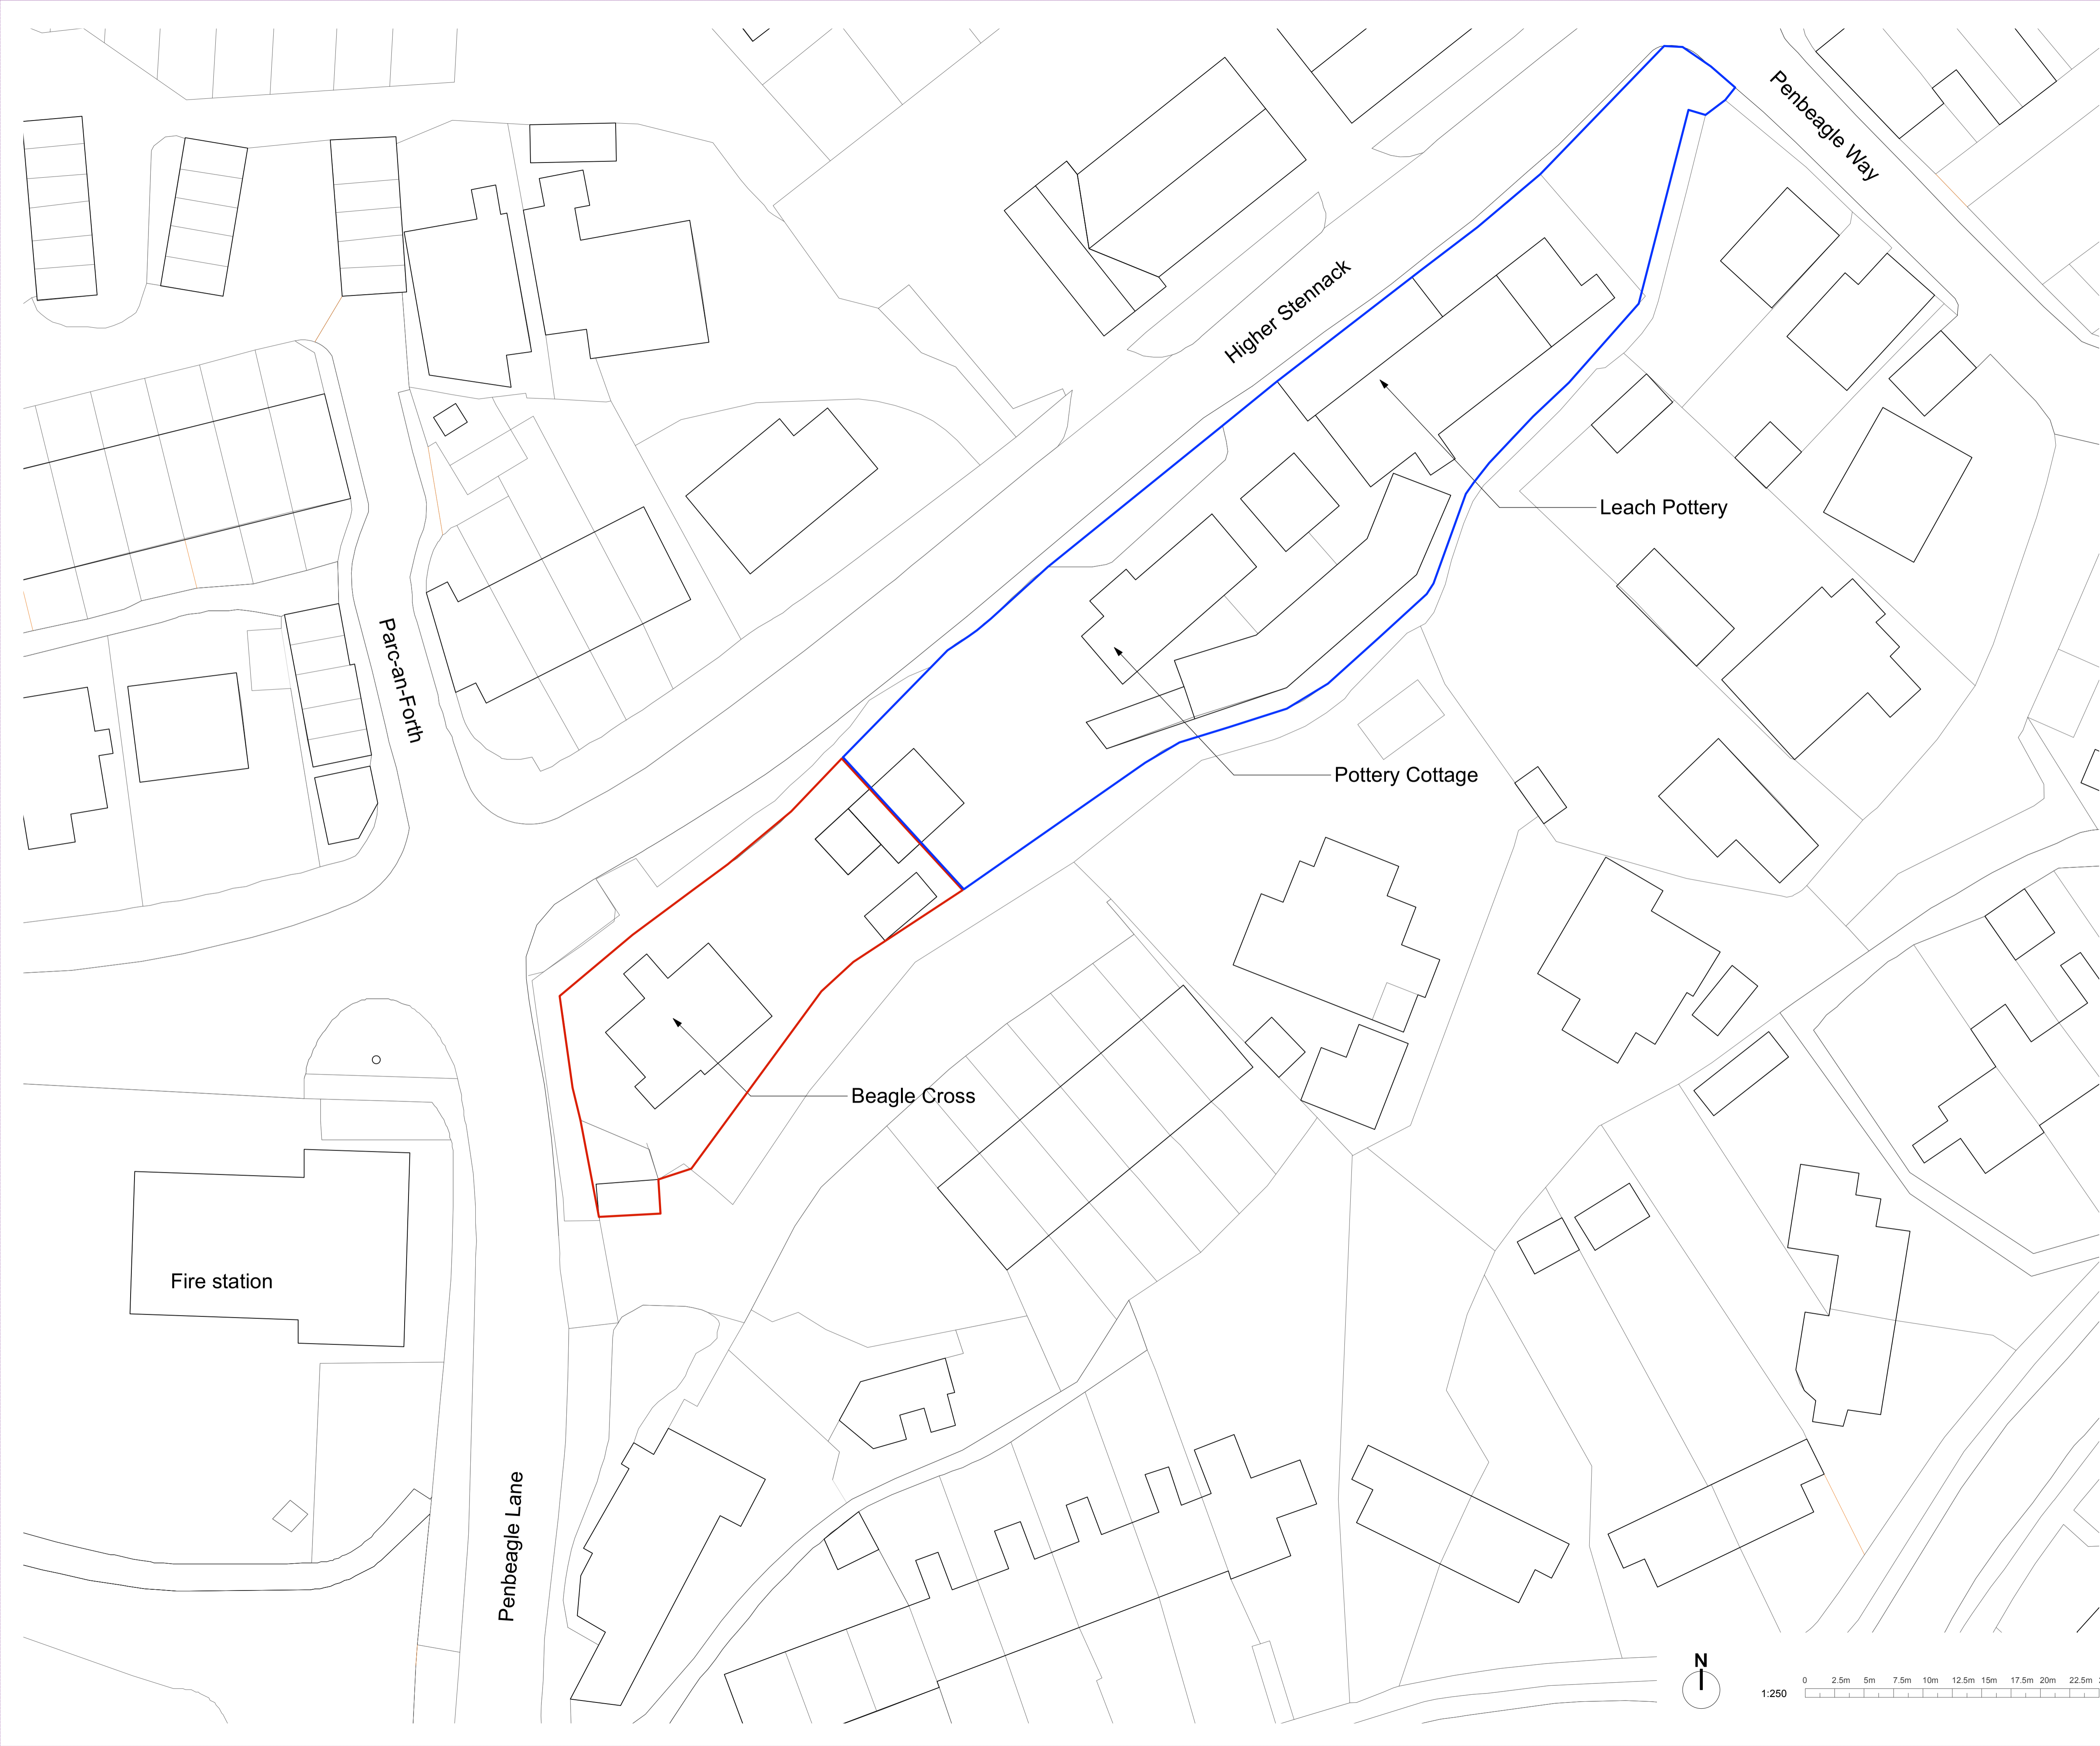 Penbeagle Way
Higher Stennack
Leach Pottery
Parc-an-Forth
Pottery Cottage
Beagle Cross
Fire station
Penbeagle Lane
N
1:250
0 2.5m 5m 7.5m 10m 12.5m 15m 17.5m 20m 22.5m